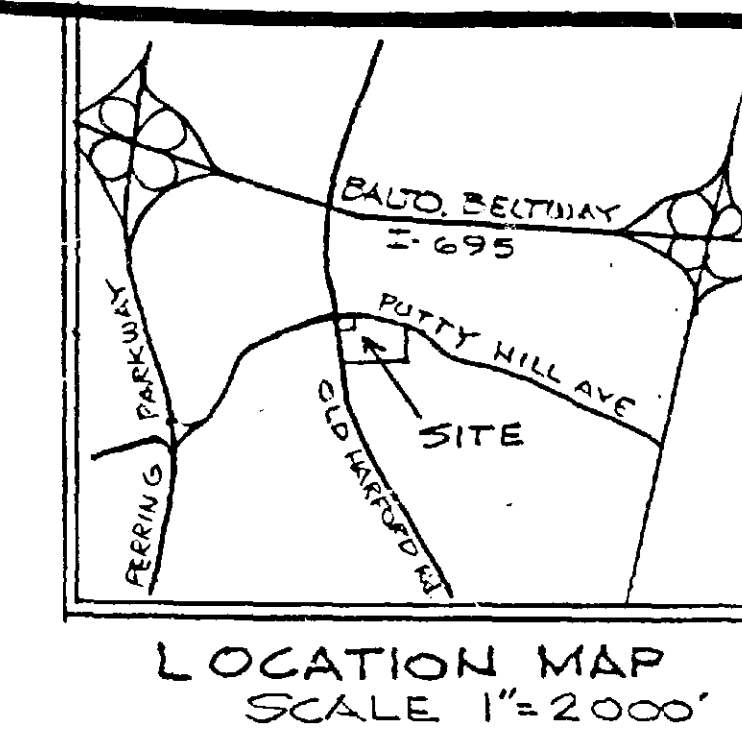 BALTO. BELTWAY
I-695
PUTTY HILL AVE
PERRING PARKWAY
SITE
OLD HARFORD RD
LOCATION MAP
SCALE 1"=2000'